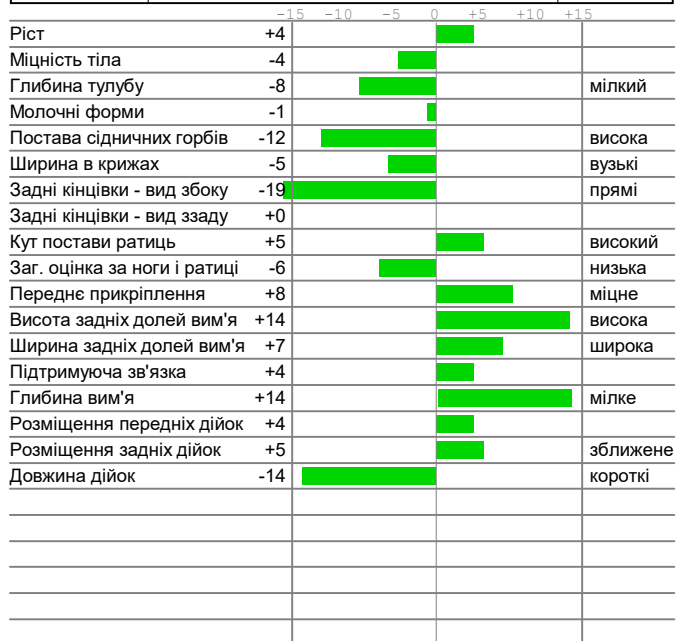 -15 -10 -5 0 +5 +10 +15
Ріст +4
Міцність тіла -4
Глибина тулубу -8 мілкий
Молочні форми -1
Постава сідничних горбів -12 висока
Ширина в крижах -5 вузькі
Задні кінцівки - вид збоку -19 прямі
Задні кінцівки - вид ззаду +0
Кут постави ратиць +5 високий
Заг. оцінка за ноги і ратиці -6 низька
Переднє прикріплення +8 міцне
Висота задніх долей вим'я +14 висока
Ширина задніх долей вим'я +7 широка
Підтримуюча зв'язка +4
Глибина вим'я +14 мілке
Розміщення передніх дійок +4
Розміщення задніх дійок +5 зближене
Довжина дійок -14 короткі